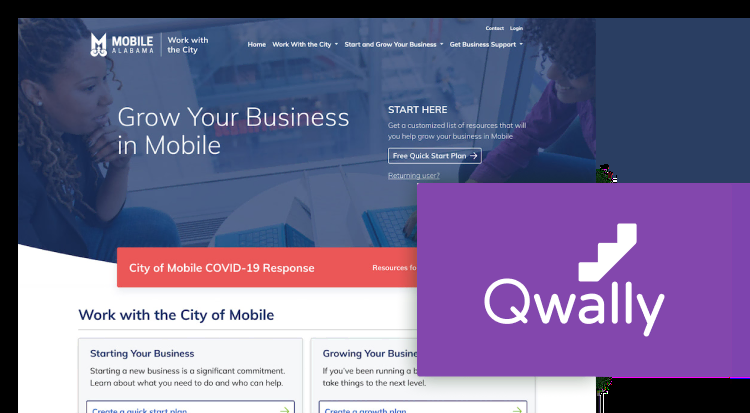 Contact Login
MOBILE
ALABAMA
Work with
the City
Home Work With the City Start and Grow Your Business Get Business Support
Grow Your Business
in Mobile
START HERE
Get a customized list of resources that will
you help grow your business in Mobile
Free Quick Start Plan
Returning user?
City of Mobile COVID-19 Response
Resources fo
Qwally
Work with the City of Mobile
Starting Your Business
Starting a new business is a significant commitment.
Learn about what you need to do and who can help.
Create a quick start plan
Growing Your Busine
If you've been running a b
take things to the next level.
Create a growth plan